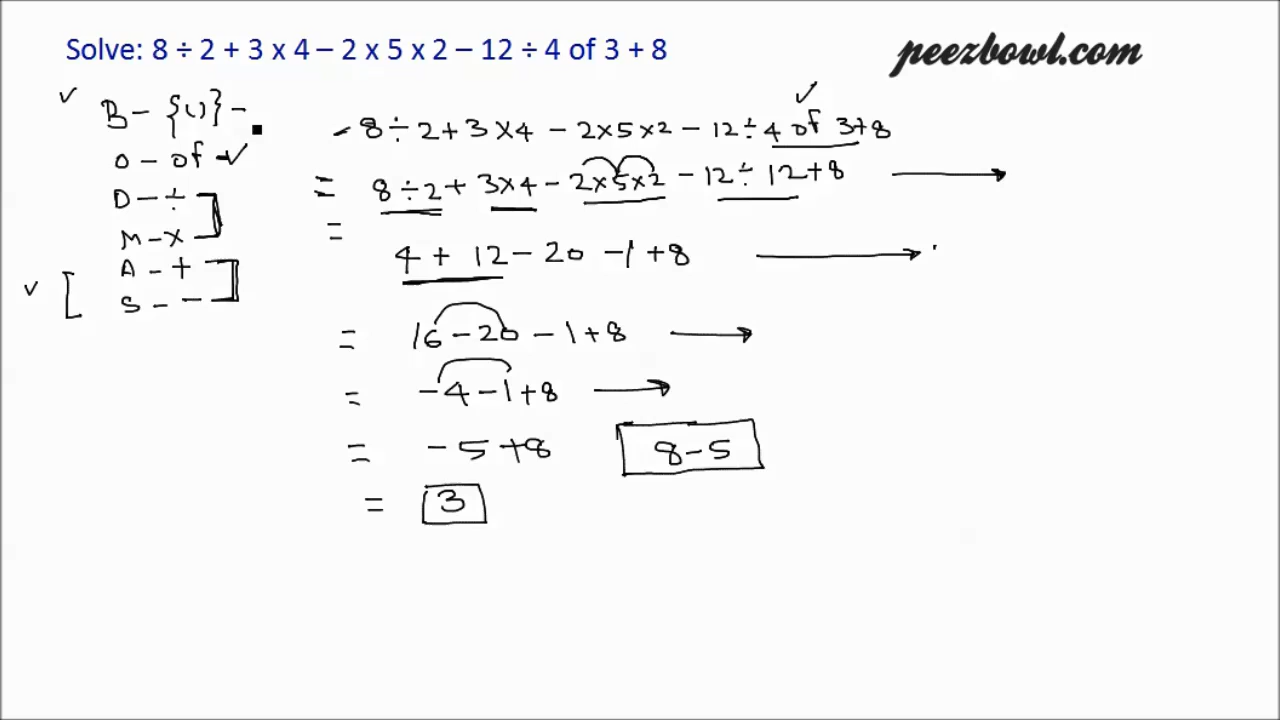 Solve: 8 ÷ 2 + 3 x 4 – 2 x 5 x 2 – 12 ÷ 4 of 3 + 8
peezbowl.com
B - {()} -
O - of -
D - ÷
M - x
A - +
S - -
8 ÷ 2 + 3 x 4 - 2 x 5 x 2 - 12 ÷ 4 of 3 + 8
= 8 ÷ 2 + 3 x 4 - 2 x 5 x 2 - 12 ÷ 12 + 8
= 4 + 12 - 20 - 1 + 8
= 16 - 20 - 1 + 8
= - 4 - 1 + 8
= - 5 + 8 8 - 5
= 3